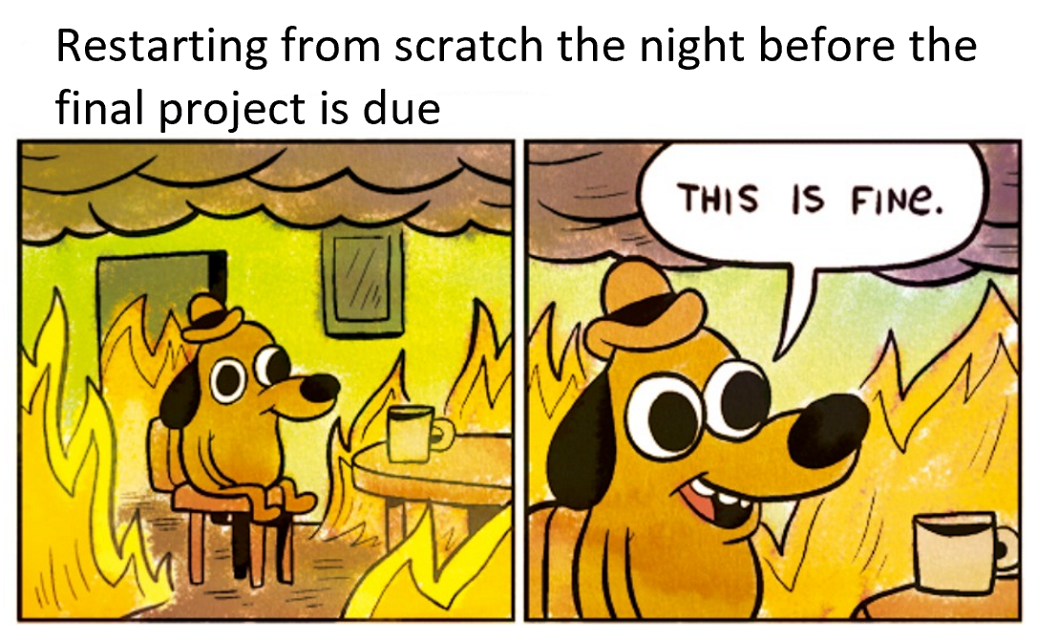 Restarting from scratch the night before the
final project is due
THIS IS FINe.